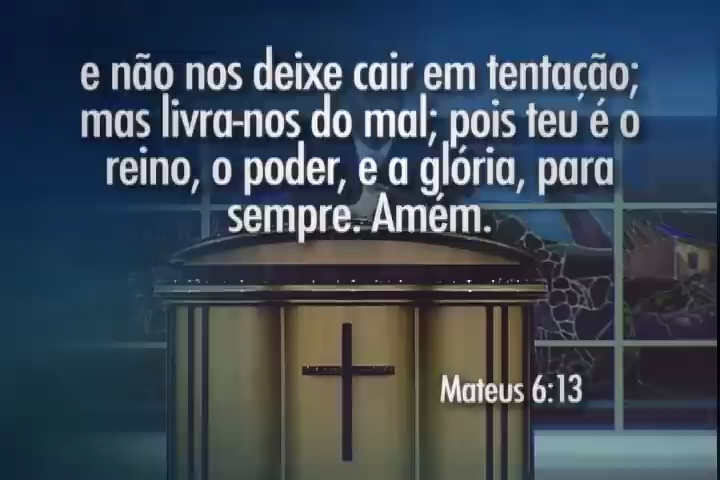 e não nos deixe cair em tentação;
mas livra-nos do mal; pois teu é o
reino, o poder, e a glória, para
sempre. Amém.
Mateus 6:13